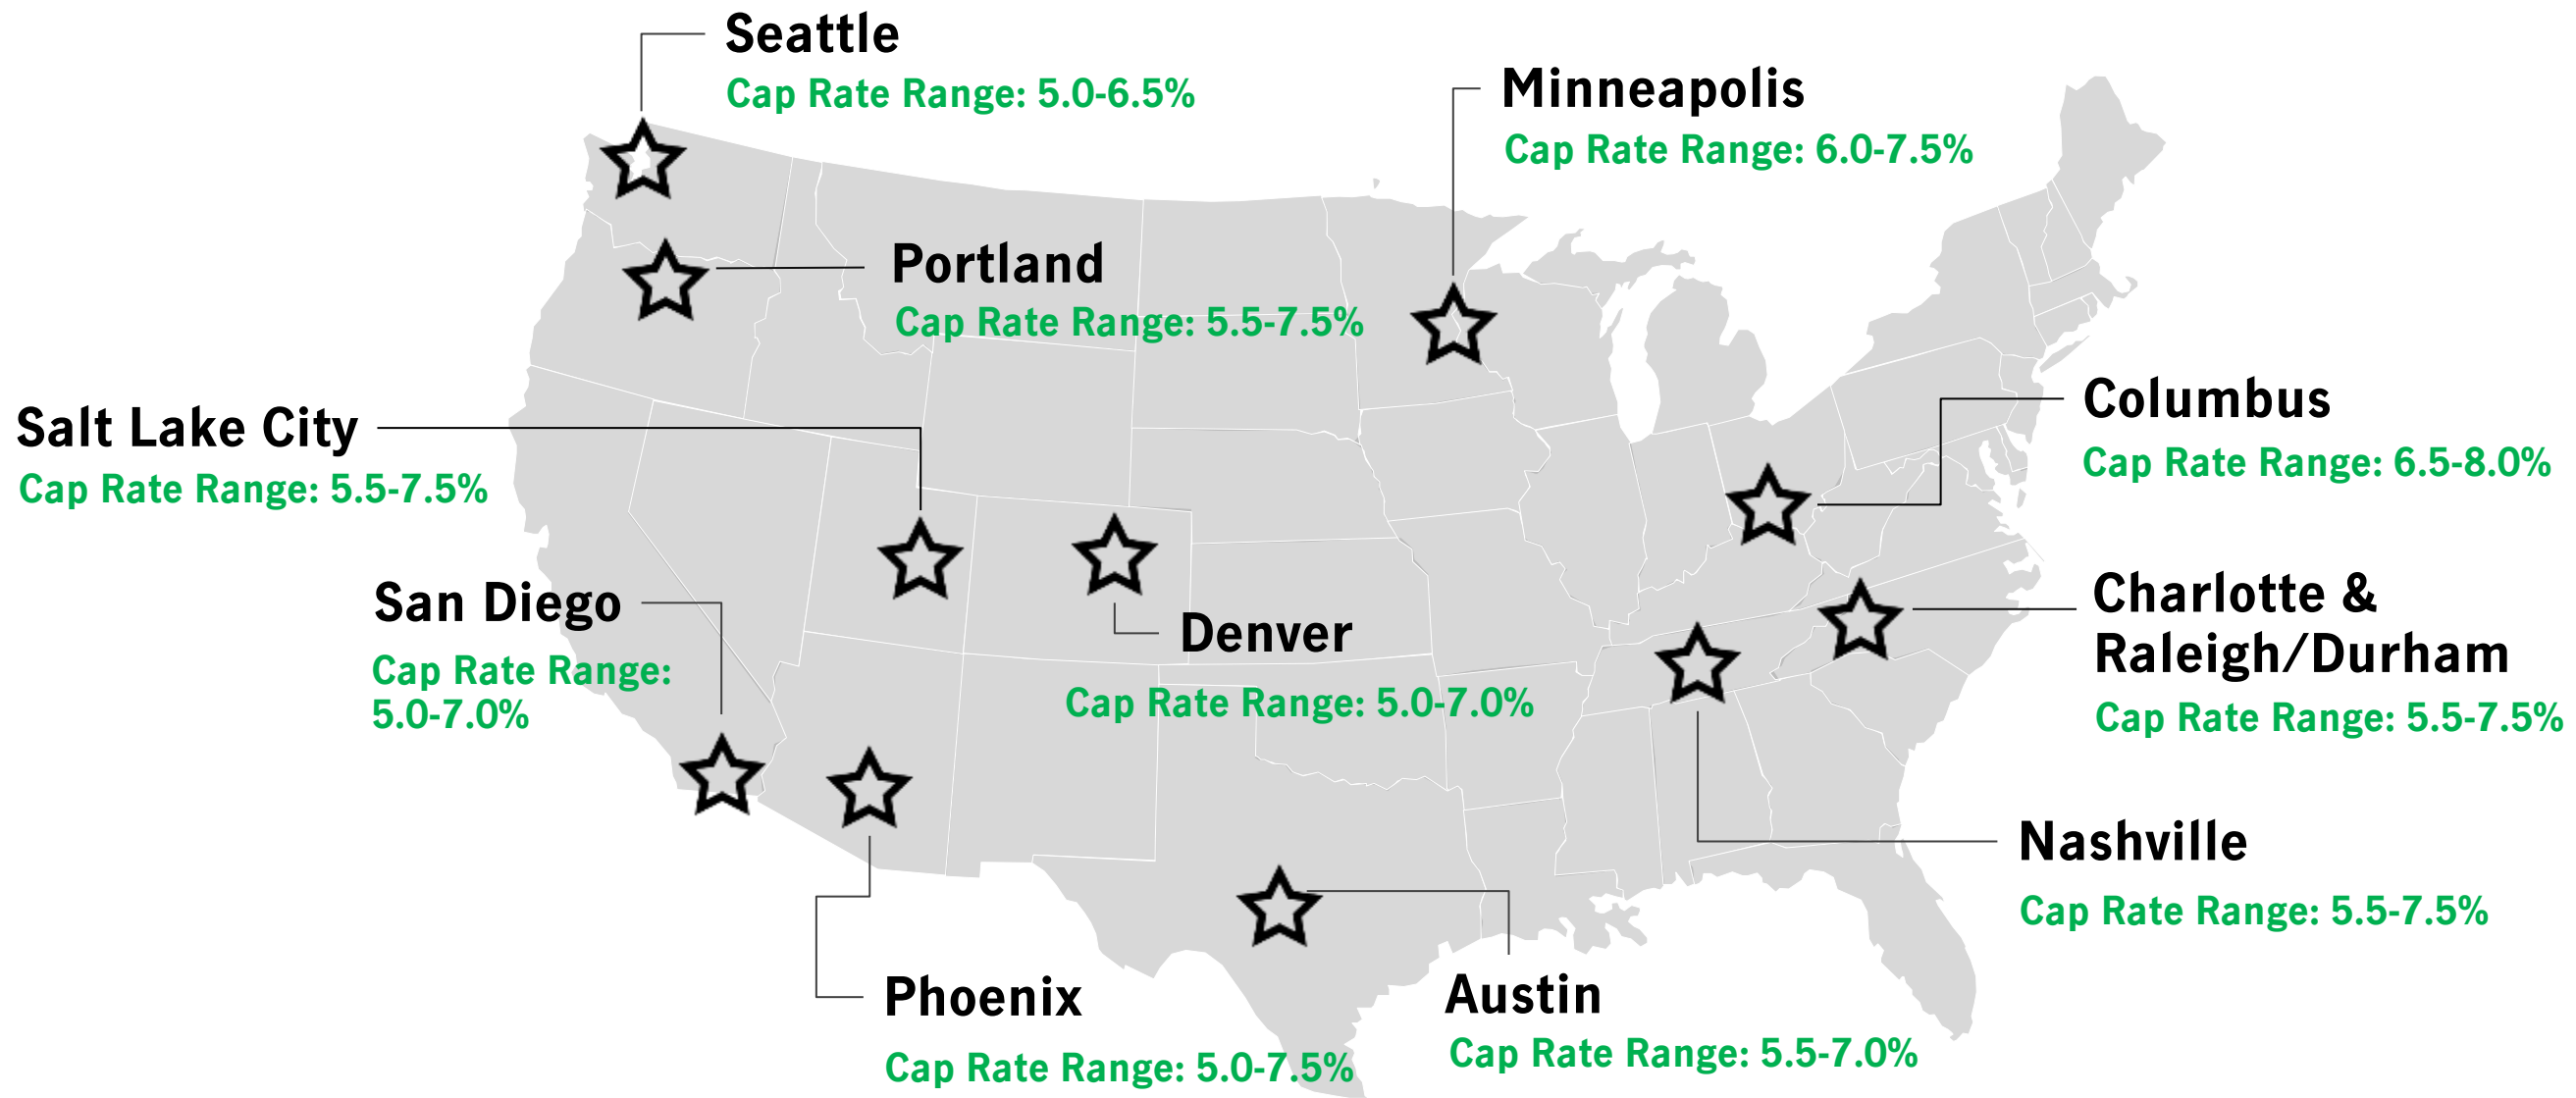 Seattle
Cap Rate Range: 5.0-6.5%
Minneapolis
Cap Rate Range: 6.0-7.5%
Portland
Cap Rate Range: 5.5-7.5%
Salt Lake City
Cap Rate Range: 5.5-7.5%
Columbus
Cap Rate Range: 6.5-8.0%
San Diego
Cap Rate Range:
5.0-7.0%
Denver
Cap Rate Range: 5.0-7.0%
Charlotte &
Raleigh/Durham
Cap Rate Range: 5.5-7.5%
Nashville
Cap Rate Range: 5.5-7.5%
Phoenix
Cap Rate Range: 5.0-7.5%
Austin
Cap Rate Range: 5.5-7.0%